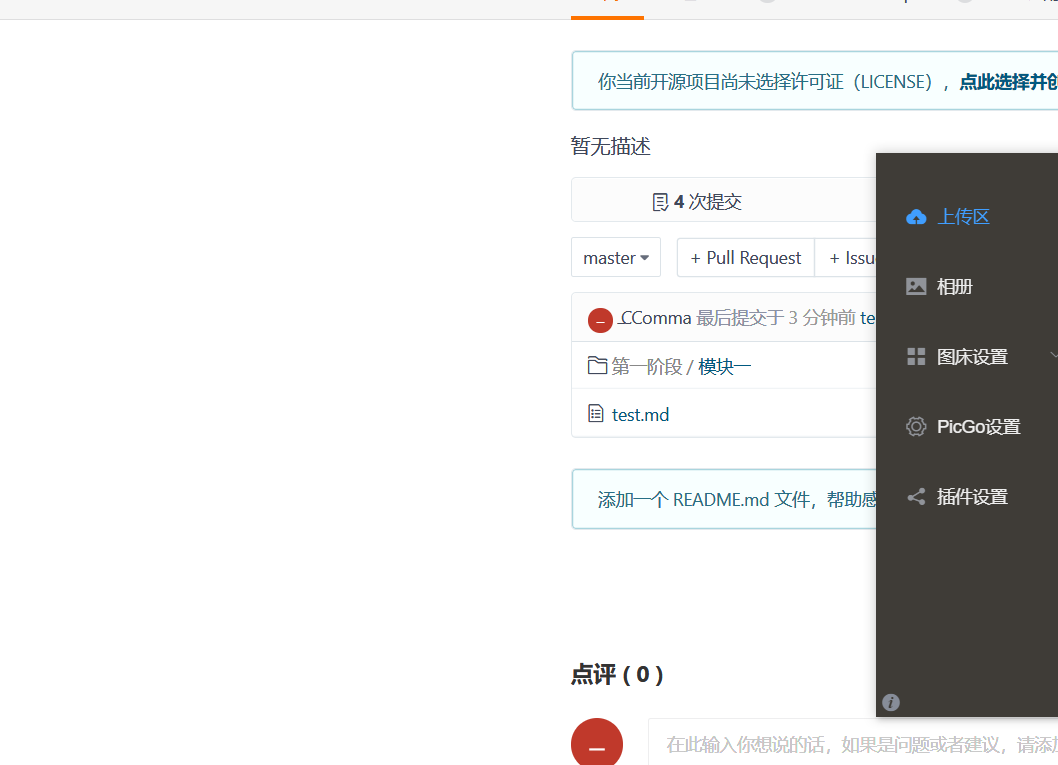 你当前开源项目尚未选择许可证（LICENSE），点此选择并创
暂无描述
4 次提交
master
+ Pull Request
+ Issu
_CComma 最后提交于 3 分钟前 te
第一阶段 / 模块一
test.md
添加一个 README.md 文件，帮助感
点评 ( 0 )
在此输入你想说的话，如果是问题或者建议，请添加
上传区
相册
图床设置
PicGo设置
插件设置